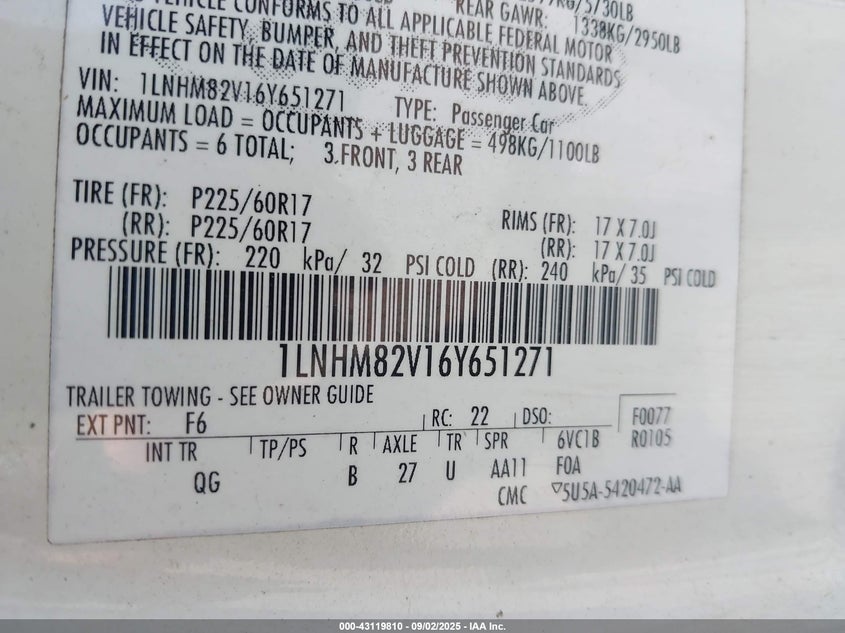 REAR GAWR: 1338KG/2950LB
VEHICLE CONFORMS TO ALL APPLICABLE FEDERAL MOTOR
VEHICLE SAFETY, BUMPER, AND THEFT PREVENTION STANDARDS
IN EFFECT ON THE DATE OF MANUFACTURE SHOWN ABOVE.
VIN: 1LNHM82V16Y651271 TYPE: Passenger Car
MAXIMUM LOAD = OCCUPANTS + LUGGAGE = 498KG/1100LB
OCCUPANTS = 6 TOTAL; 3 FRONT, 3 REAR
TIRE (FR): P225/60R17 RIMS (FR): 17 X 7.0J
(RR): P225/60R17 (RR): 17 X 7.0J
PRESSURE (FR): 220 kPa/ 32 PSI COLD (RR): 240 kPa/ 35 PSI COLD
1LNHM82V16Y651271
TRAILER TOWING - SEE OWNER GUIDE
EXT PNT: F6 RC: 22 DSO: F0077
INT TR TP/PS R AXLE TR SPR 6VC1B R0105
QG B 27 U AA11 F0A
CMC 5U5A-5420472-AA
000-43119810 - 09/02/2025 - IAA Inc.